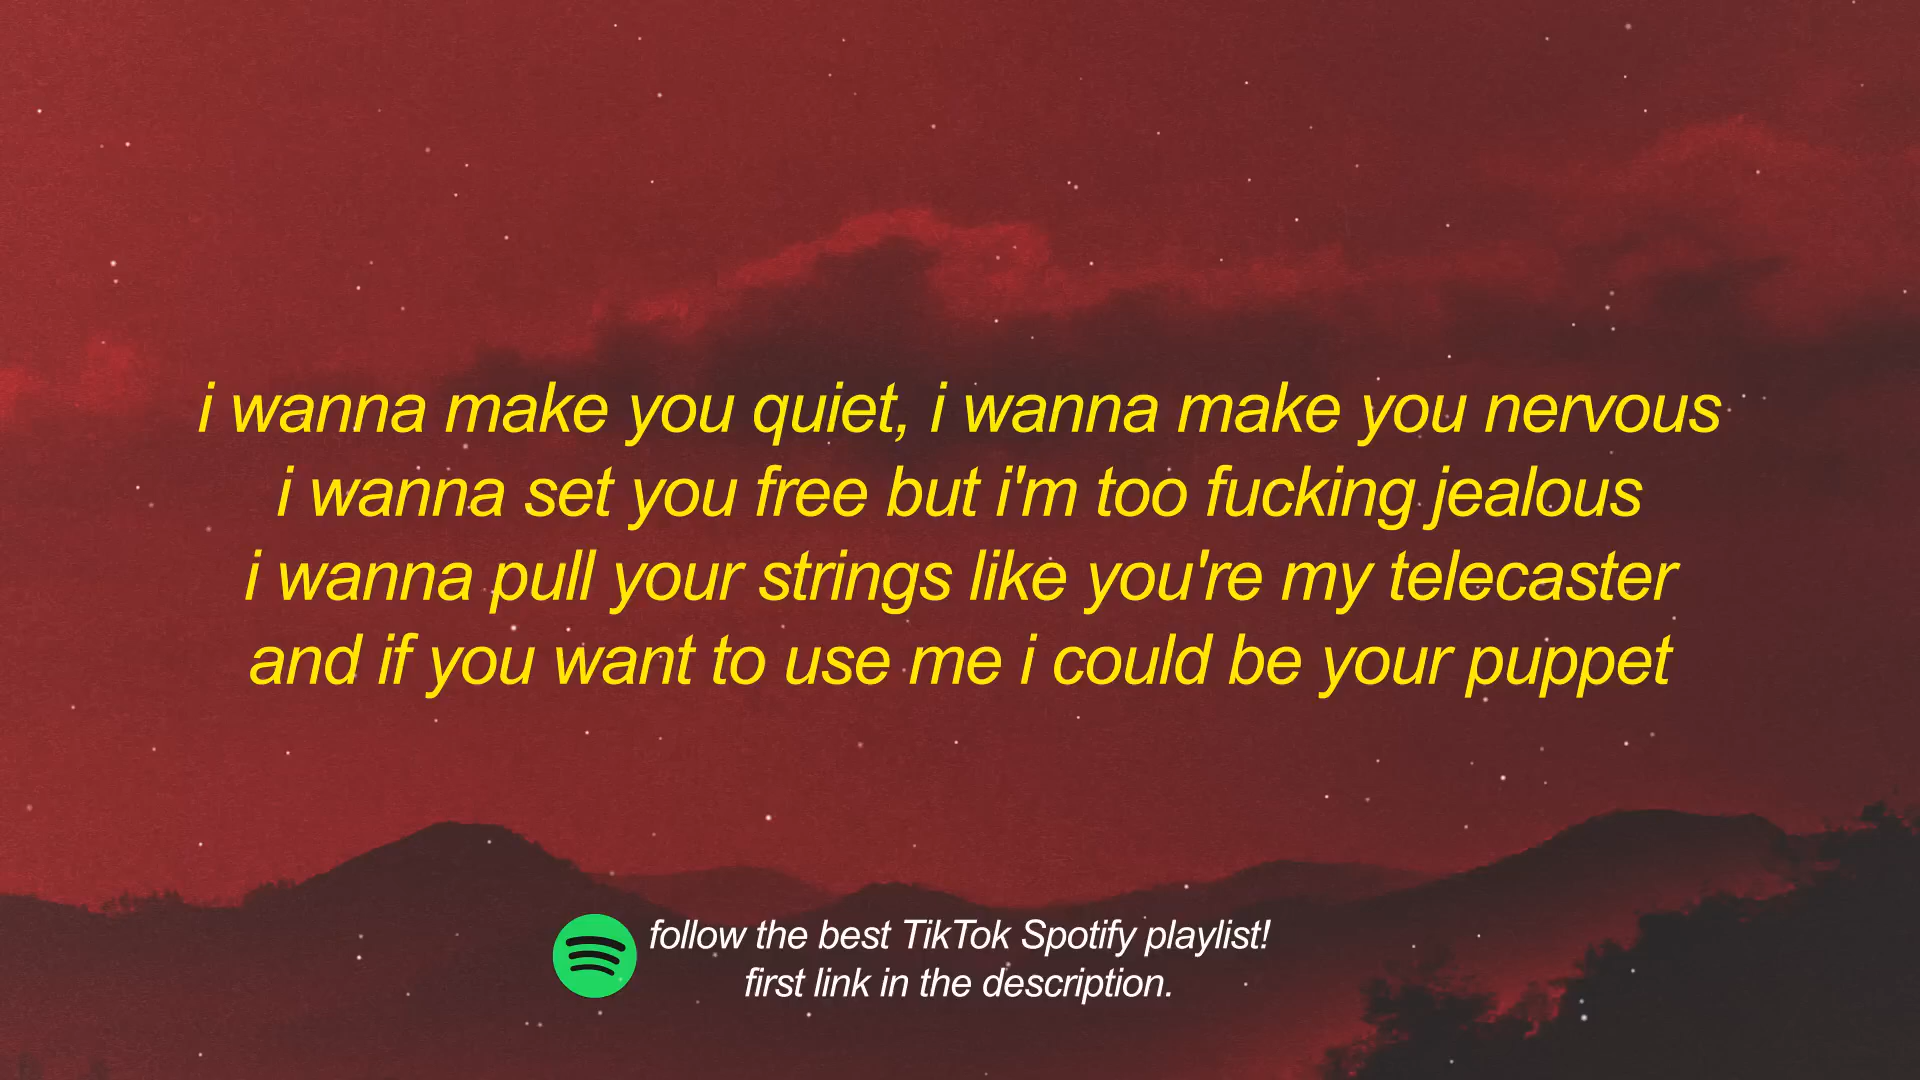 i wanna make you quiet, i wanna make you nervous
i wanna set you free but i'm too fucking jealous
i wanna pull your strings like you're my telecaster
and if you want to use me i could be your puppet
follow the best TikTok Spotify playlist!
first link in the description.